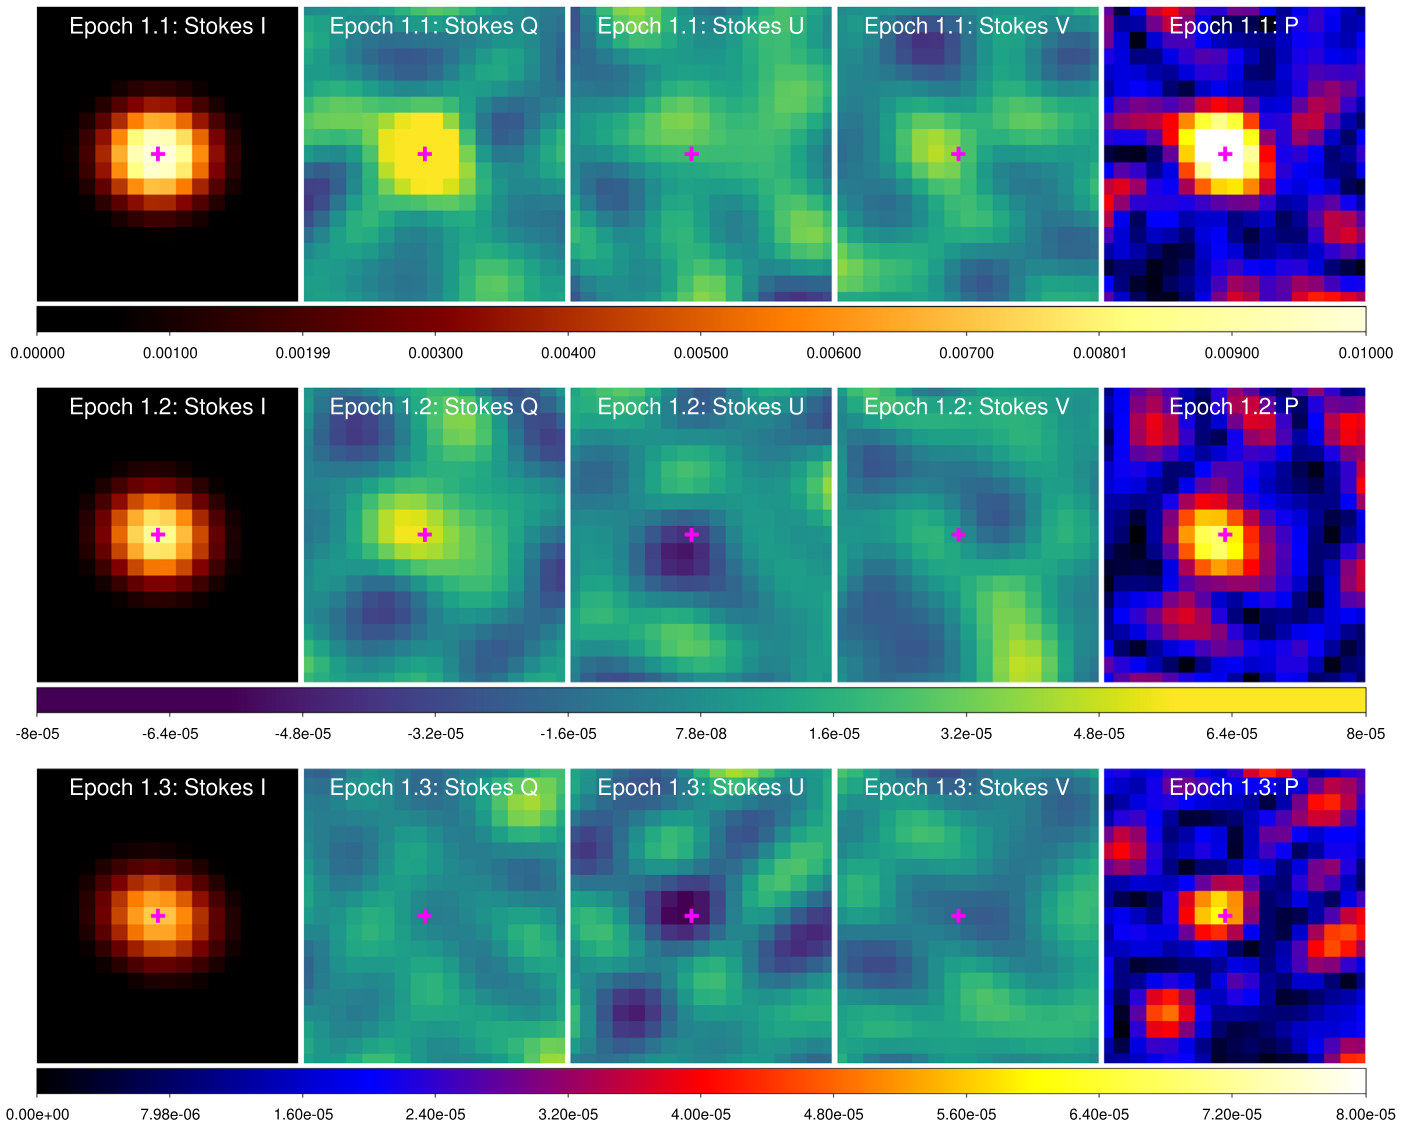 Epoch 1.1: Stokes I Epoch 1.1: Stokes Q Epoch 1.1: Stokes U Epoch 1.1: Stokes V Epoch 1.1: P
0.00000 0.00100 0.00199 0.00300 0.00400 0.00500 0.00600 0.00700 0.00801 0.00900 0.01000
Epoch 1.2: Stokes I Epoch 1.2: Stokes Q Epoch 1.2: Stokes U Epoch 1.2: Stokes V Epoch 1.2: P
-8e-05 -6.4e-05 -4.8e-05 -3.2e-05 -1.6e-05 7.8e-08 1.6e-05 3.2e-05 4.8e-05 6.4e-05 8e-05
Epoch 1.3: Stokes I Epoch 1.3: Stokes Q Epoch 1.3: Stokes U Epoch 1.3: Stokes V Epoch 1.3: P
0.00e+00 7.98e-06 1.60e-05 2.40e-05 3.20e-05 4.00e-05 4.80e-05 5.60e-05 6.40e-05 7.20e-05 8.00e-05